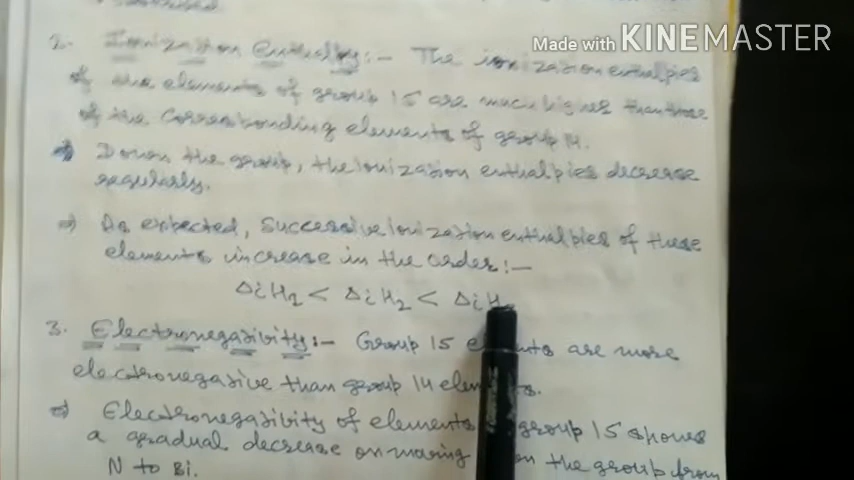 Made with KINEMASTER
2. Ionization Enthalpy:- The ionization enthalpies
of the elements of group 15 are much higher than those
of the corresponding elements of group 14.
⇒ Down the group, the ionization enthalpies decrease
regularly.
⇒ As expected, Successive ionization enthalpies of these
elements increase in the order:-
ΔiH1 < ΔiH2 < ΔiH
3. Electronegativity:- Group 15 are more
electronegative than group 14
⇒ Electronegativity of elements group 15 shows
a gradual decrease on moving the group from
N to Bi.